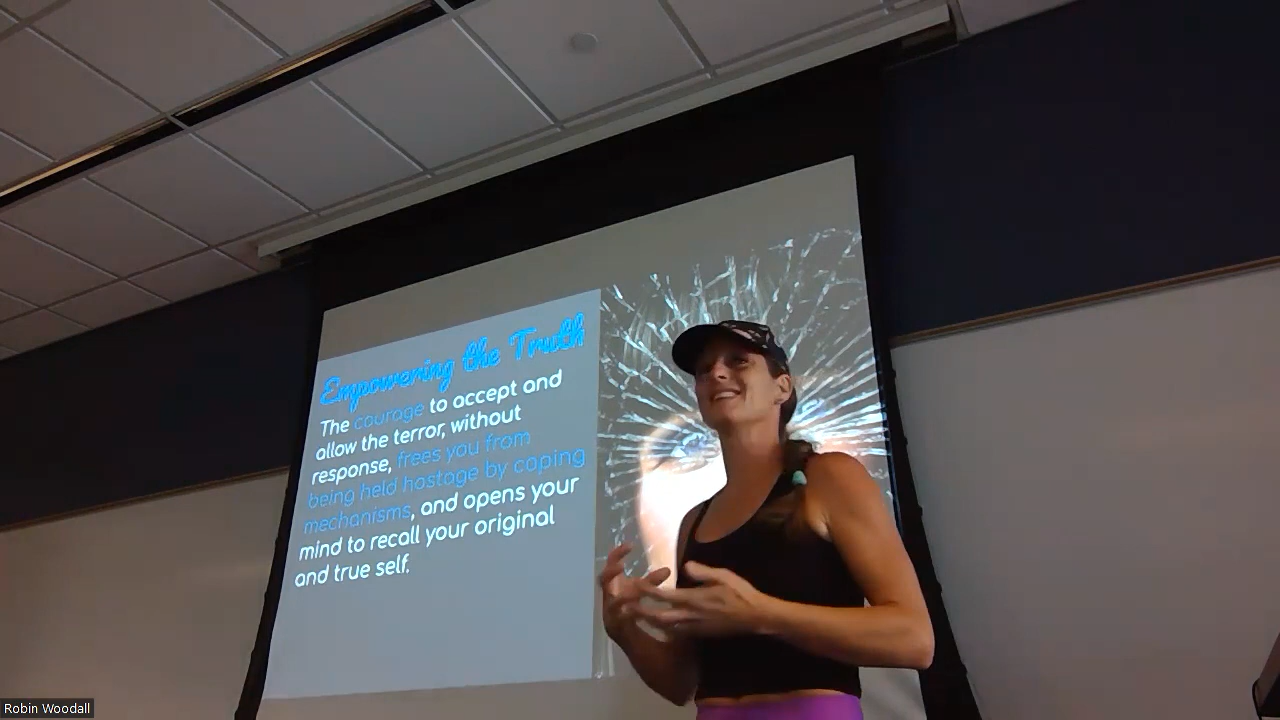 Empowering the Truth
The courage to accept and
allow the terror, without
response, frees you from
being held hostage by coping
mechanisms, and opens your
mind to recall your original
and true self.
Robin Woodall